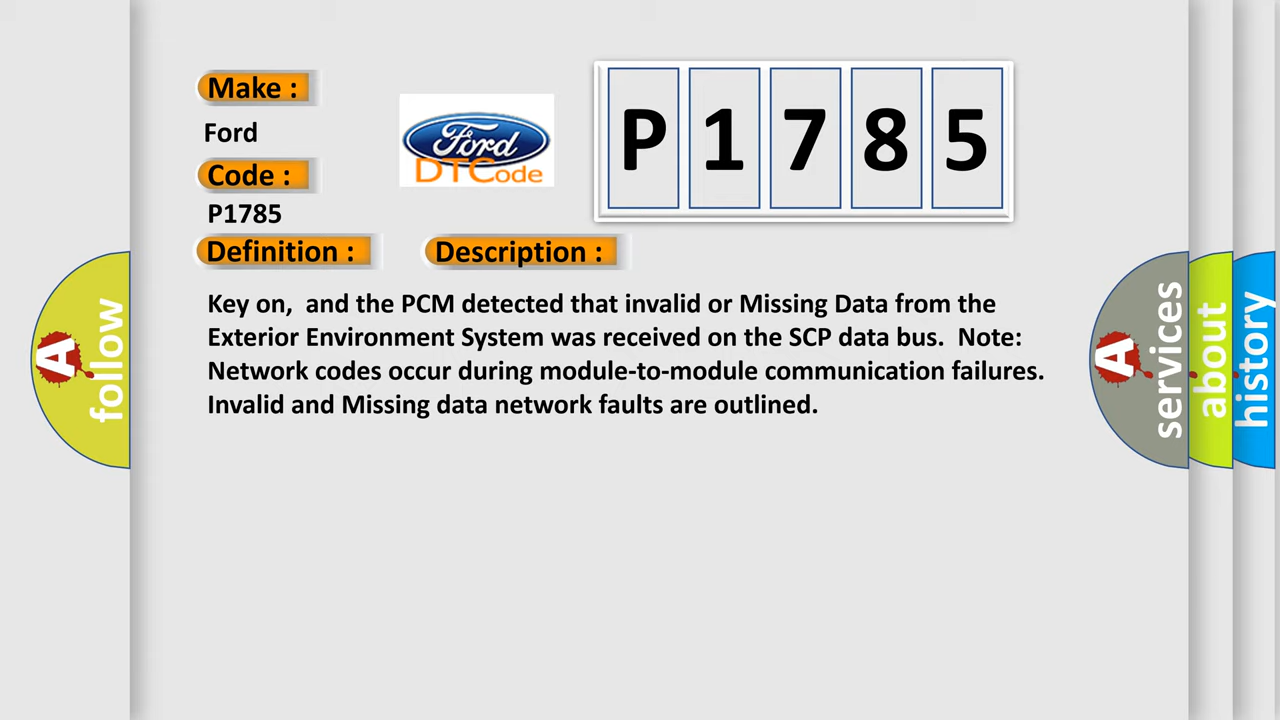 Make :
Ford
Code :
P1785
Ford
DTCode
P 1 7 8 5
Definition :
Description :
Key on,  and the PCM detected that invalid or Missing Data from the
Exterior Environment System was received on the SCP data bus  Note:
Network codes occur during module-to-module communication failures.
Invalid and Missing data network faults are outlined.
A follow
A services
about
history